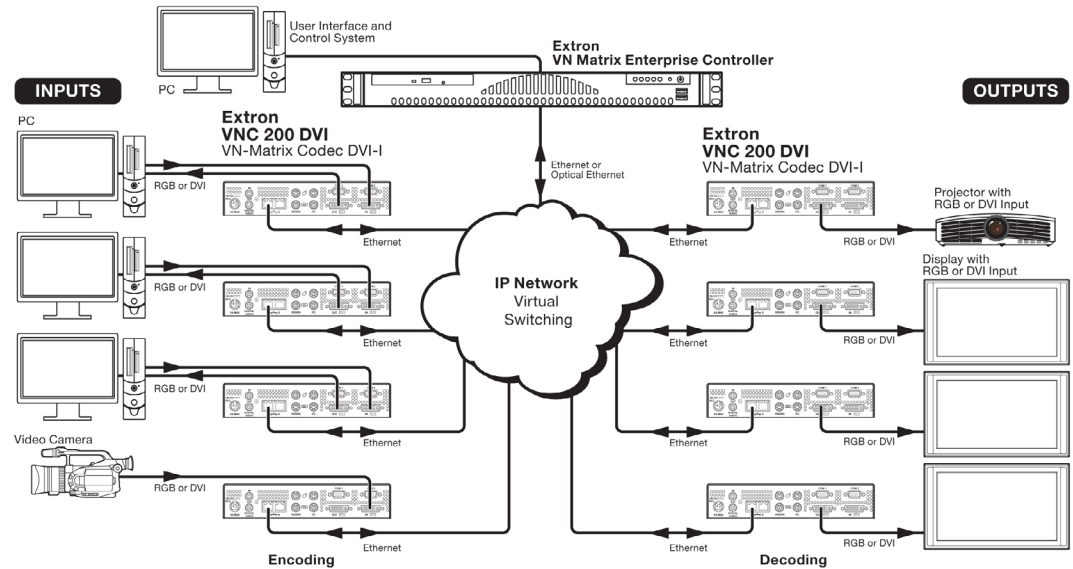 User Interface and
Control System
PC
Extron
VN Matrix Enterprise Controller
INPUTS
OUTPUTS
PC
Extron
VNC 200 DVI
VN-Matrix Codec DVI-I
Ethernet or
Optical Ethernet
Extron
VNC 200 DVI
VN-Matrix Codec DVI-I
RGB or DVI
Ethernet
Ethernet
RGB or DVI
Projector with
RGB or DVI Input
Display with
RGB or DVI Input
IP Network
Virtual
Switching
RGB or DVI
Ethernet
Ethernet
RGB or DVI
RGB or DVI
Ethernet
Ethernet
RGB or DVI
Video Camera
RGB or DVI
Ethernet
Ethernet
RGB or DVI
Encoding
Decoding